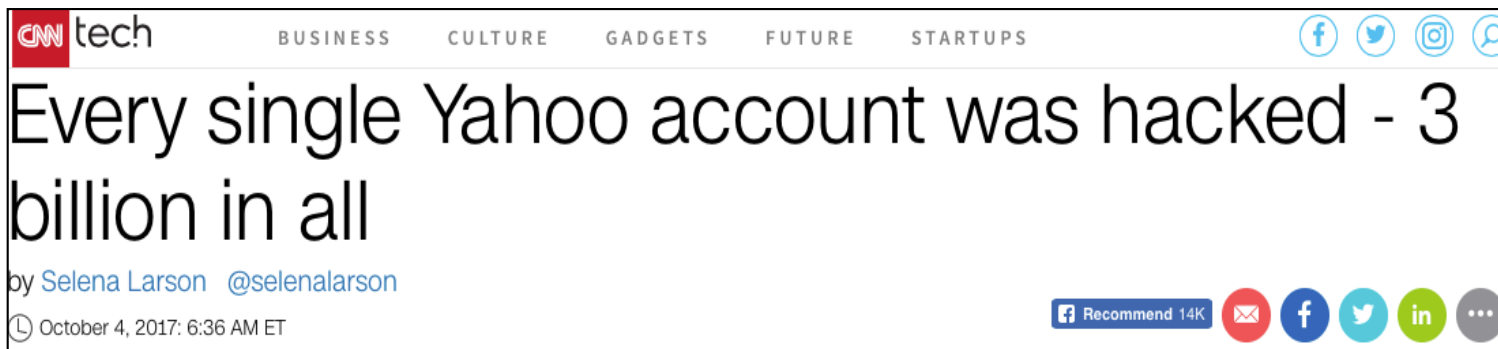 CNN tech BUSINESS CULTURE GADGETS FUTURE STARTUPS
Every single Yahoo account was hacked - 3
billion in all
by Selena Larson @selenalarson
October 4, 2017: 6:36 AM ET
Recommend 14K
in